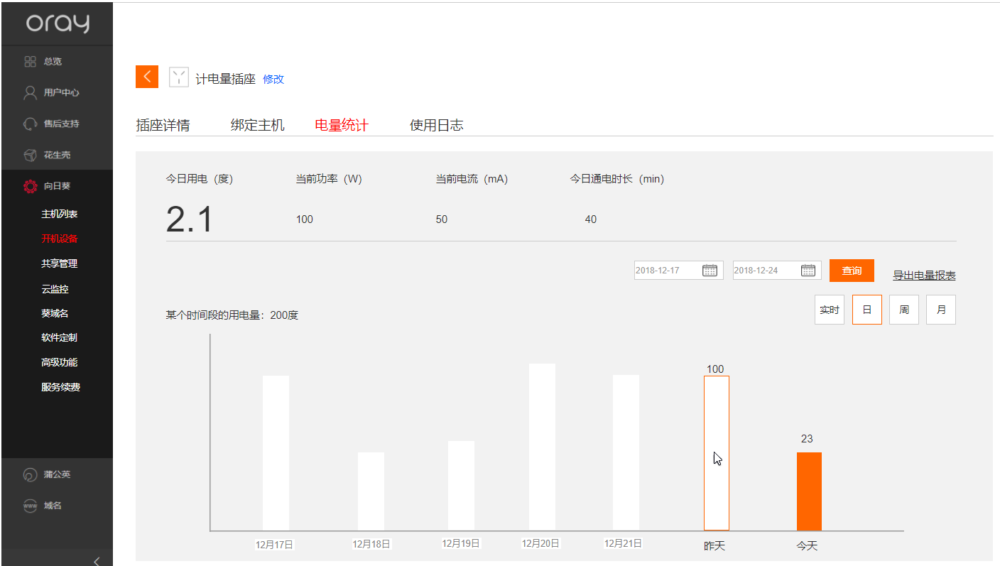 oray
总览
用户中心
售后支持
花生壳
向日葵
主机列表
开机设备
共享管理
云监控
葵域名
软件定制
高级功能
服务续费
蒲公英
www 域名
计电量插座 修改
插座详情 绑定主机 电量统计 使用日志
今日用电（度） 当前功率（W） 当前电流（mA） 今日通电时长（min）
2.1 100 50 40
2018-12-17 2018-12-24 查询 导出电量报表
实时 日 周 月
某个时间段的用电量：200度
100
23
12月17日 12月18日 12月19日 12月20日 12月21日 昨天 今天